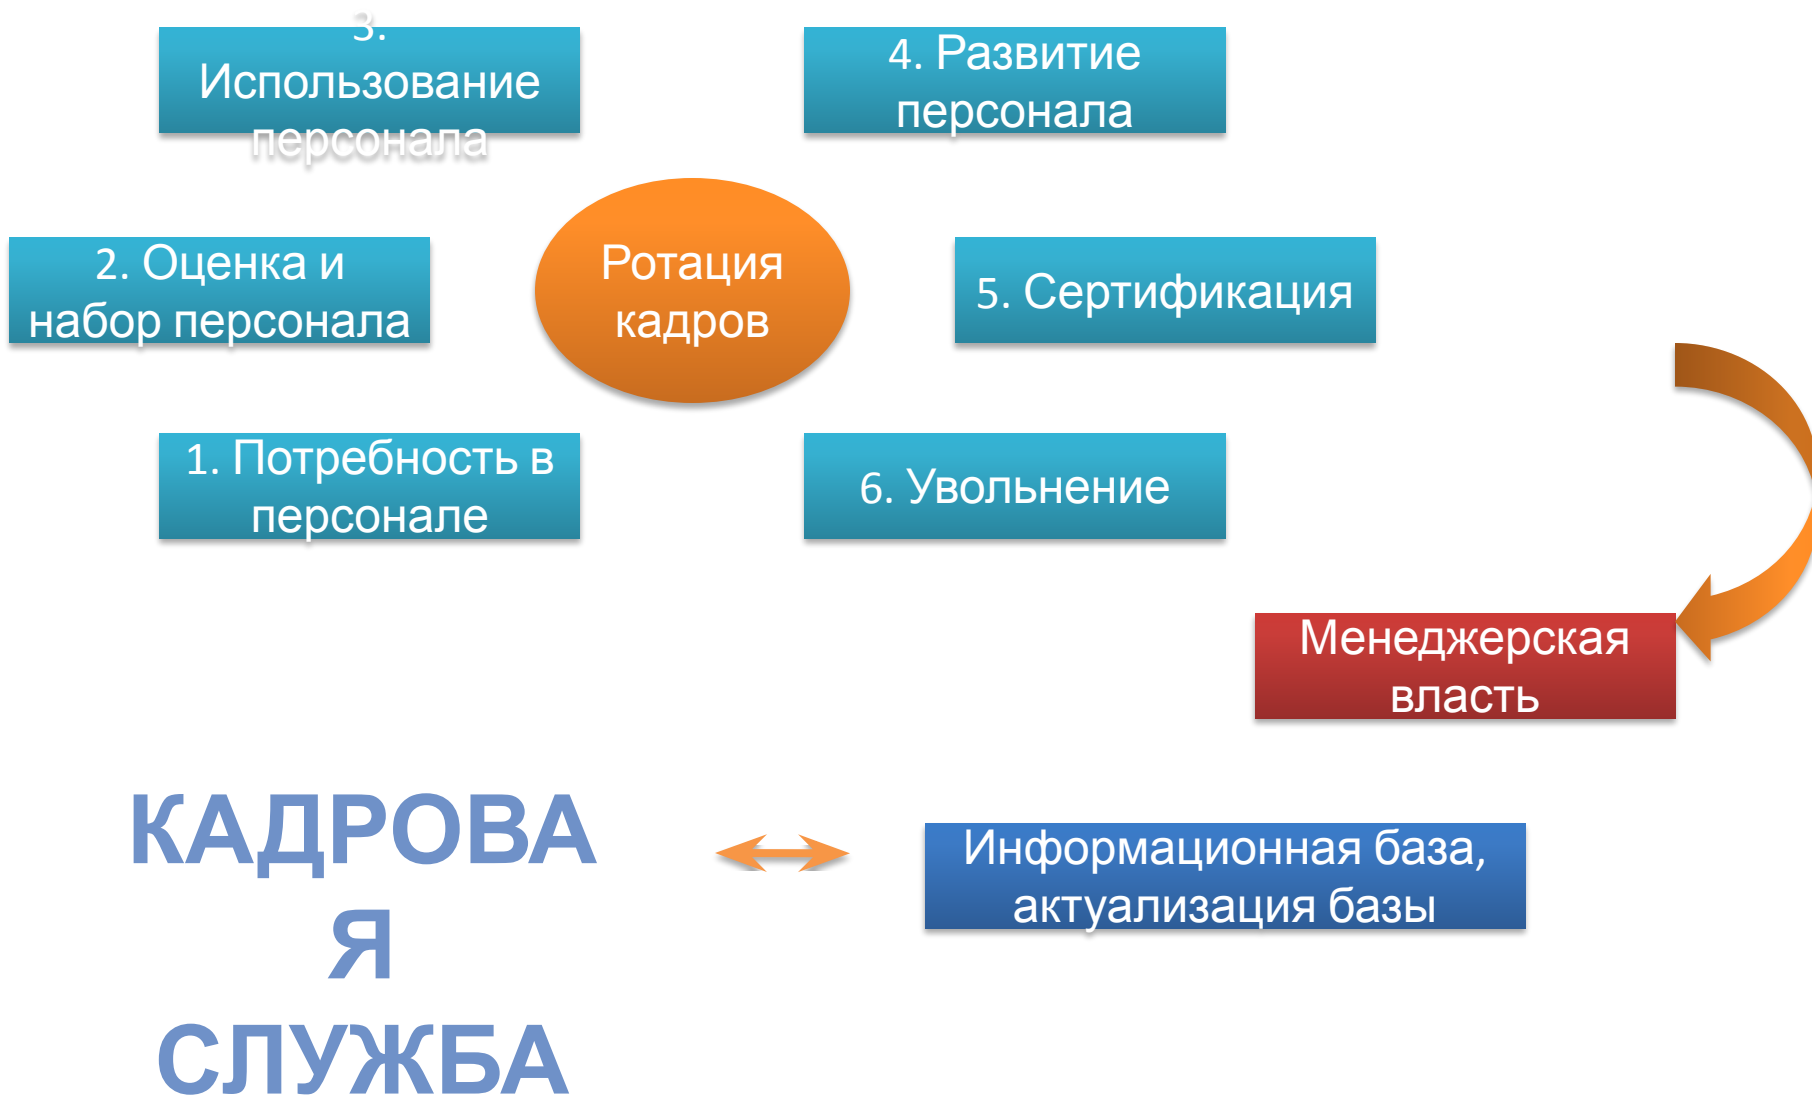 3.
Использование
персонала
4. Развитие
персонала
2. Оценка и
набор персонала
Ротация
кадров
5. Сертификация
1. Потребность в
персонале
6. Увольнение
Менеджерская
власть
КАДРОВА
Я
СЛУЖБА
Информационная база,
актуализация базы